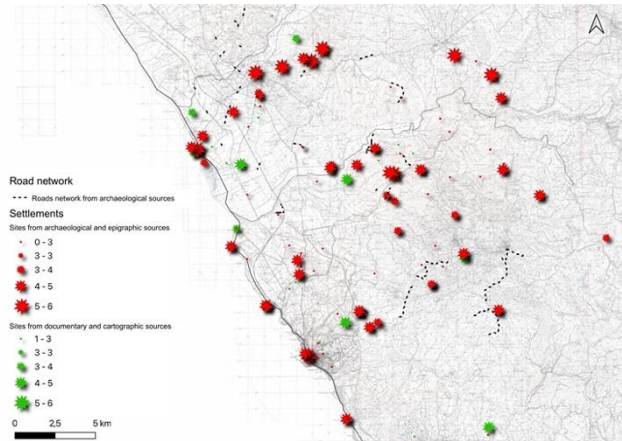 Road network
Roads network from archaeological sources
Settlements
Sites from archaeological and epigraphic sources
0 - 3
3 - 3
3 - 4
4 - 5
5 - 6
Sites from documentary and cartographic sources
1 - 3
3 - 3
3 - 4
4 - 5
5 - 6
0 2.5 5 km